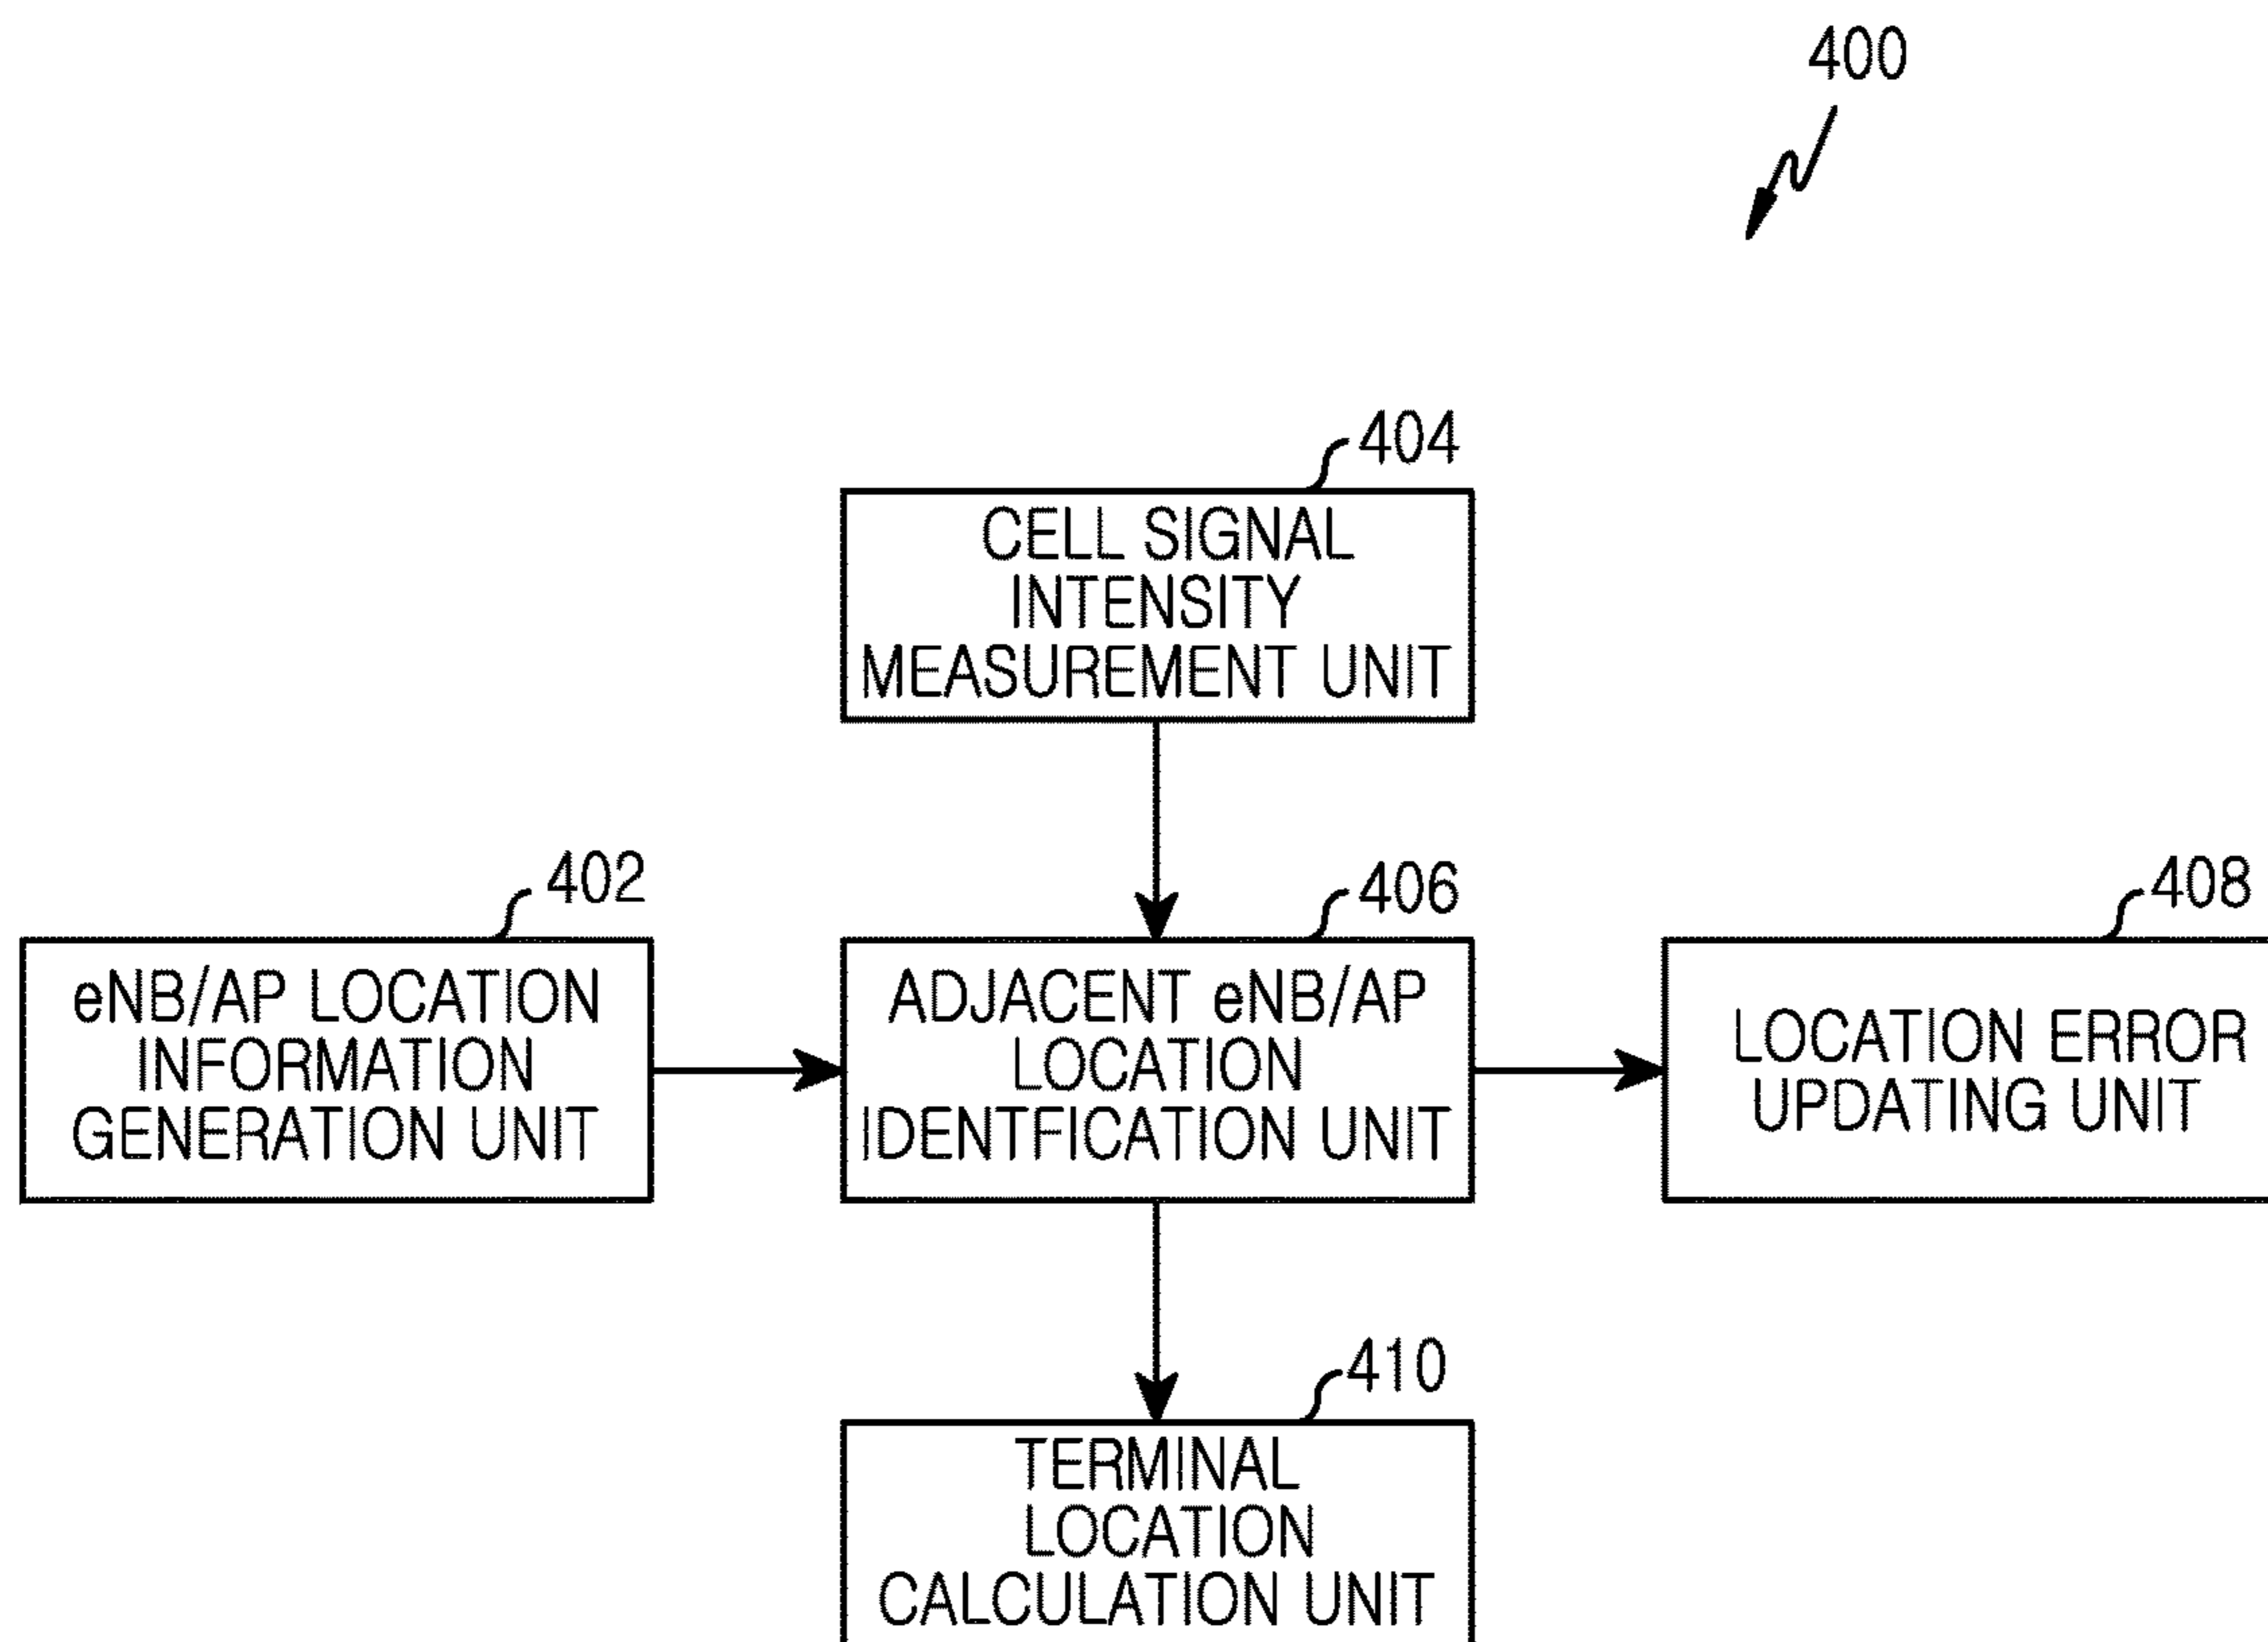 400
404
CELL SIGNAL
INTENSITY
MEASUREMENT UNIT
402
eNB/AP LOCATION
INFORMATION
GENERATION UNIT
406
ADJACENT eNB/AP
LOCATION
IDENTFICATION UNIT
408
LOCATION ERROR
UPDATING UNIT
410
TERMINAL
LOCATION
CALCULATION UNIT